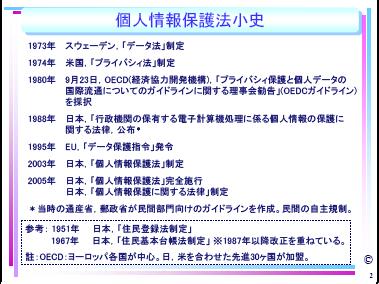 個人情報保護法小史
1973年 スウェーデン,「データ法」制定
1974年 米国,「プライバシィ法」制定
1980年 9月23日, OECD(経済協力開発機構),「プライバシィ保護と個人データの
国際流通についてのガイドラインに関する理事会勧告」(OEDCガイドライン)
を採択
1988年 日本,「行政機関の保有する電子計算機処理に係る個人情報の保護に
関する法律, 公布*
1995年 EU,「データ保護指令」発令
2003年 日本,「個人情報保護法」制定
2005年 日本,「個人情報保護法」完全施行
日本,「個人情報保護に関する法律」制定
*当時の通産省, 郵政省が民間部門向けのガイドラインを作成。民間の自主規制。
参考: 1951年 日本,「住民登録法制定」
1967年 日本,「住民基本台帳法制定」 ※1987年以降改正を重ねている。
註:OECD:ヨーロッパ各国が中心。日, 米を合わせた先進30ヶ国が加盟。
©
2